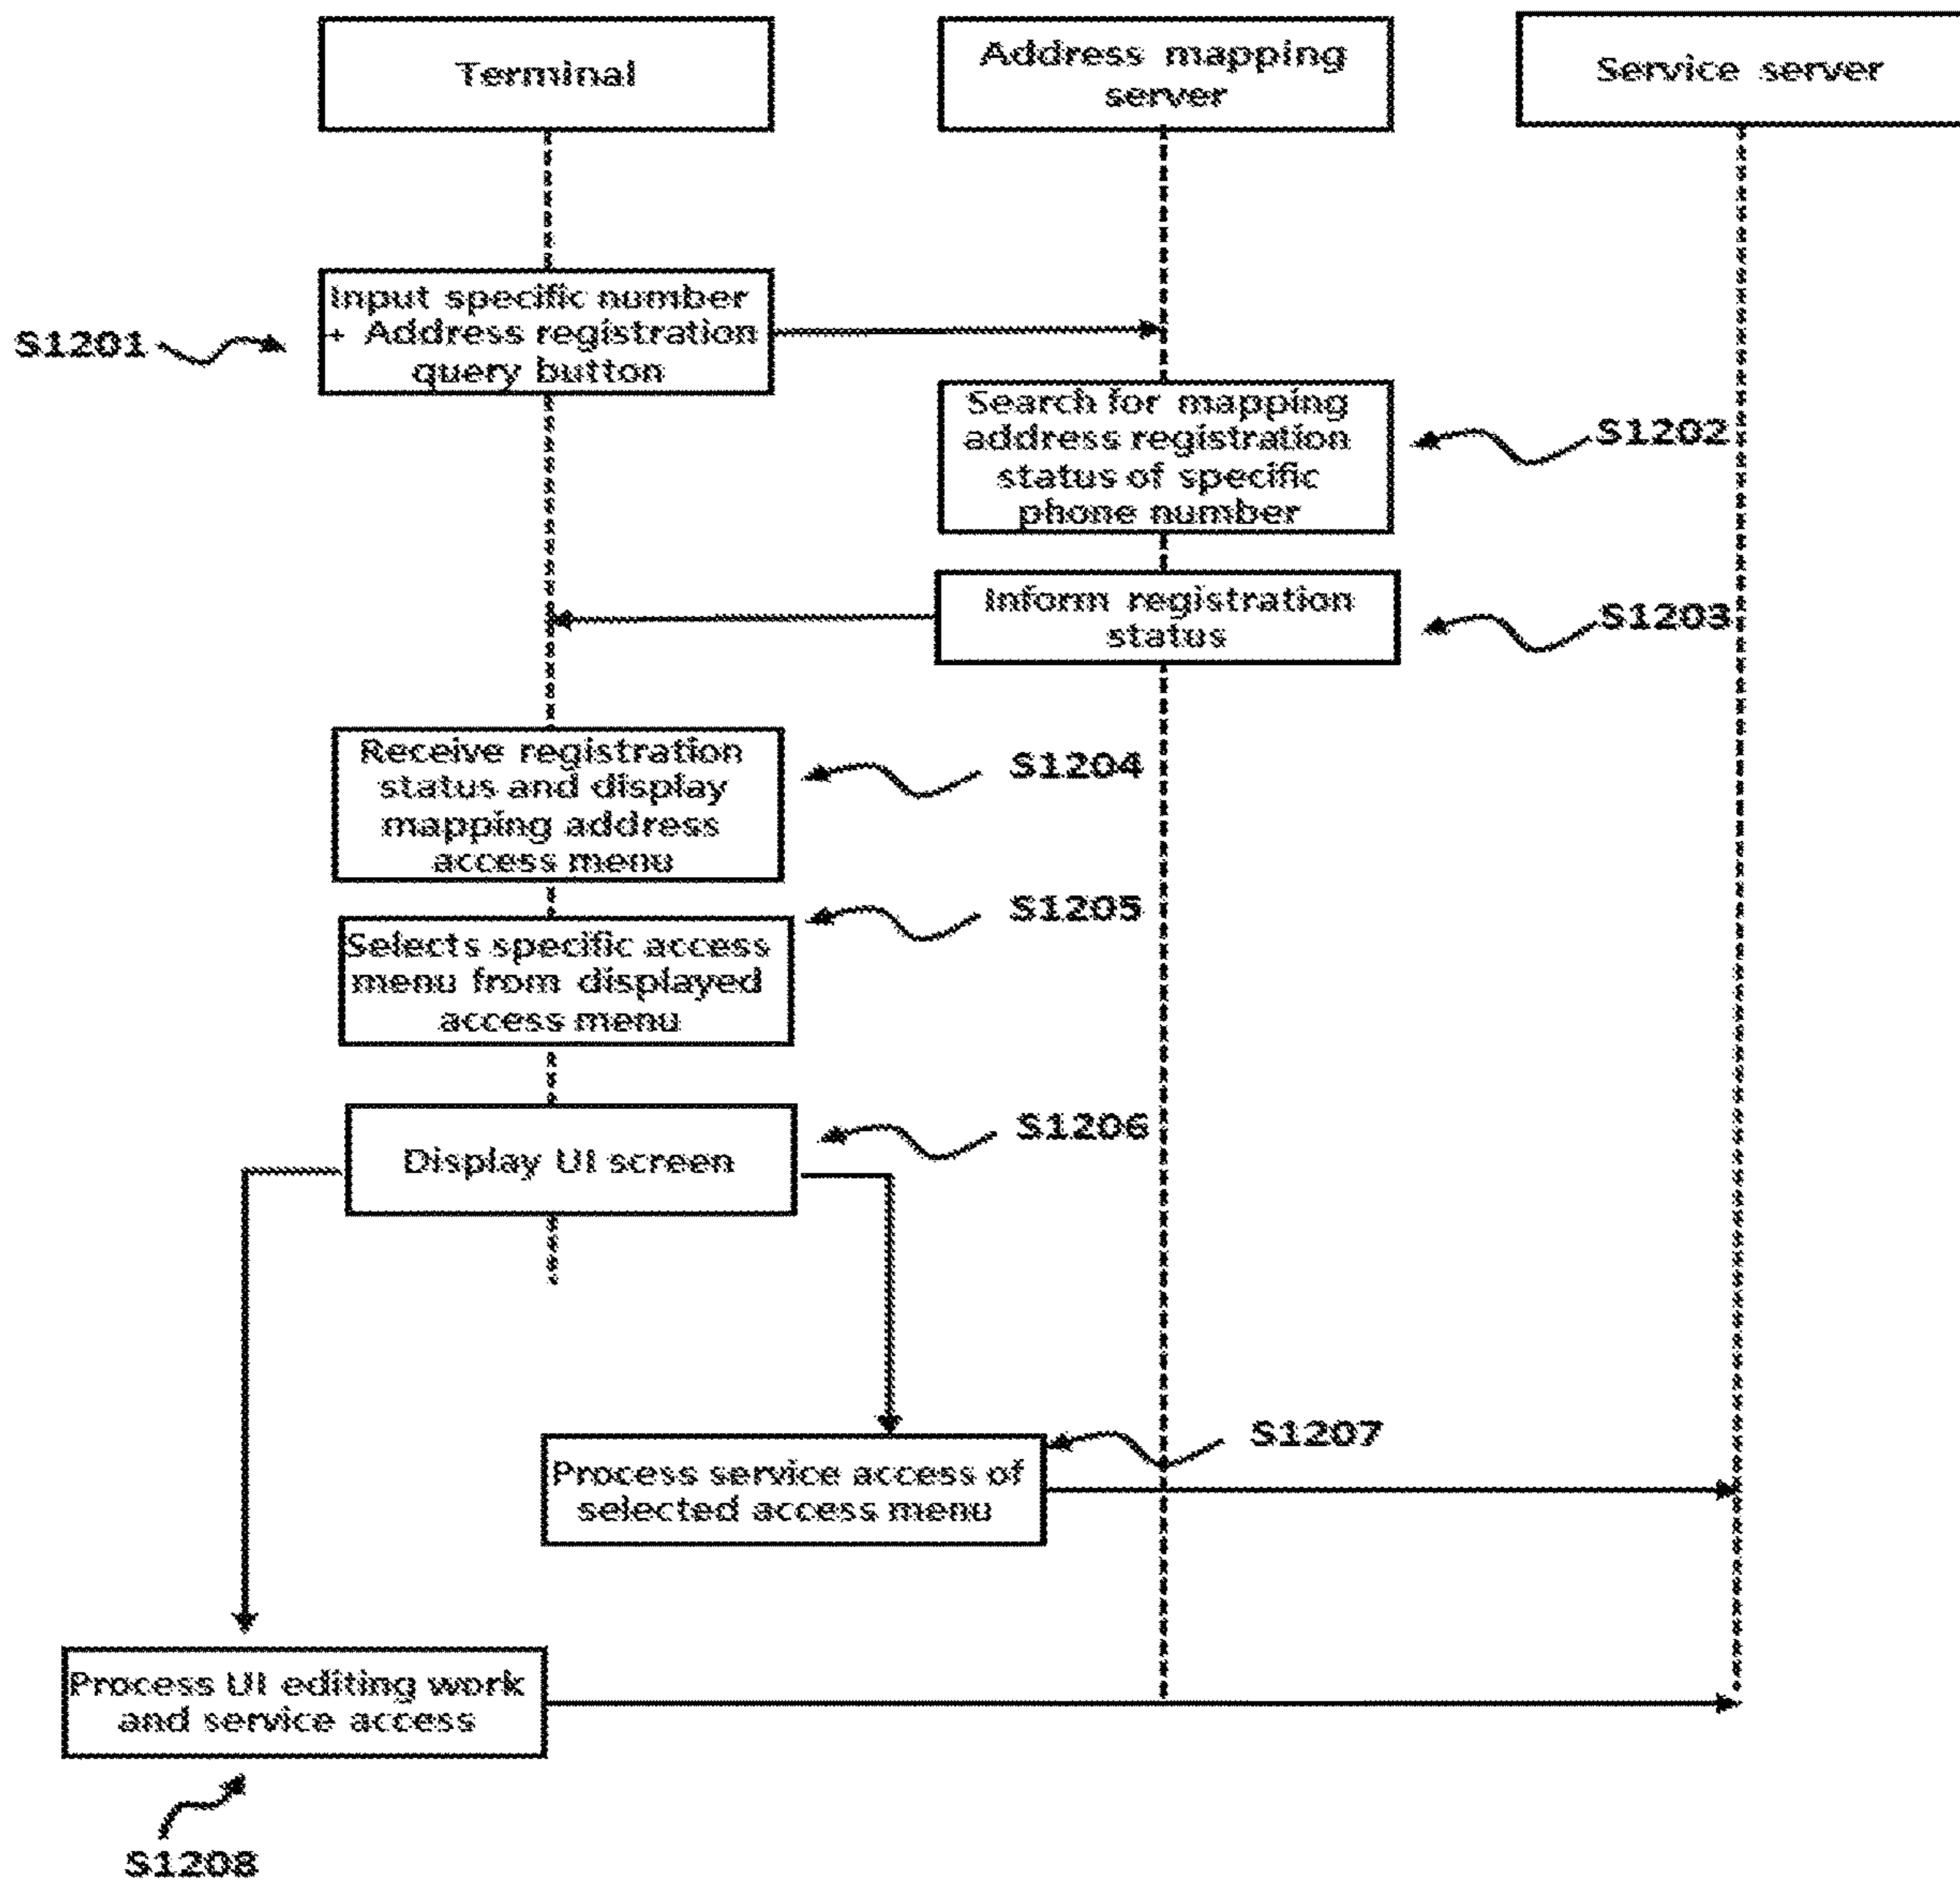 Terminal
Address mapping
server
Service server
Input specific number
+ Address registration
query button
S1201
Search for mapping
address registration
status of specific
phone number
S1202
Inform registration
status
S1203
Receive registration
status and display
mapping address
access menu
S1204
Selects specific access
menu from displayed
access menu
S1205
Display UI screen
S1206
Process service access of
selected access menu
S1207
Process UI editing work
and service access
S1208